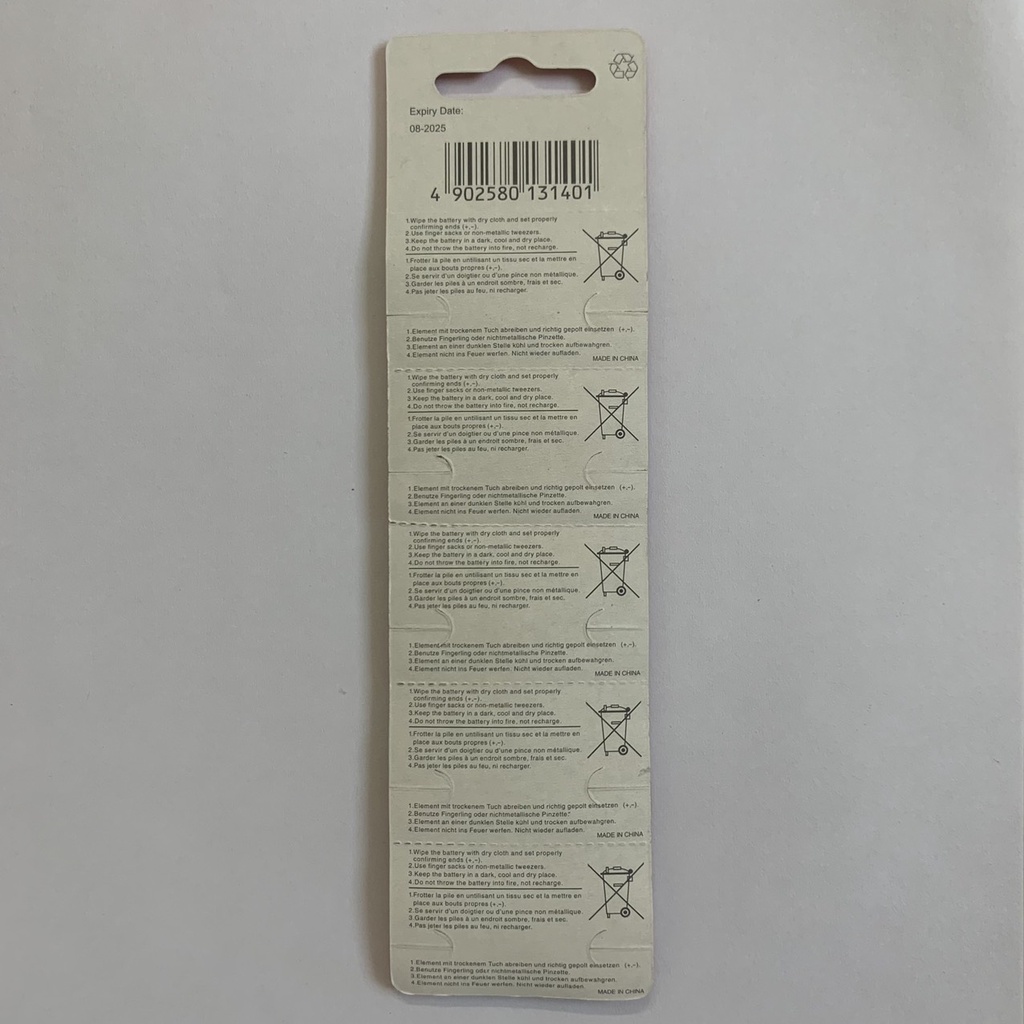 Expiry Date:
08-2025
4 902580 131401
1.Wipe the battery with dry cloth and set properly
confirming ends (+,-).
2.Use finger sacks or non-metallic tweezers.
3.Keep the battery in a dark, cool and dry place.
4.Do not throw the battery into fire, not recharge.
1.Frotter la pile en untilisant un tissu sec et la mettre en
place aux bouts propres (+,-).
2.Se servir d'un doigtier ou d'une pince non métallique.
3.Garder les piles à un endroit sombre, frais et sec.
4.Pas jeter les piles au feu, ni recharger.
1.Element mit trockenem Tuch abreiben und richtig gepolt einsetzen (+,-).
2.Benutze Fingerling oder nichtmetallische Pinzette.
3.Element an einer dunklen Stelle kühl und trocken aufbewahgren.
4.Element nicht ins Feuer werfen. Nicht wieder aufladen.
MADE IN CHINA
1.Wipe the battery with dry cloth and set properly
confirming ends (+,-).
2.Use finger sacks or non-metallic tweezers.
3.Keep the battery in a dark, cool and dry place.
4.Do not throw the battery into fire, not recharge.
1.Frotter la pile en untilisant un tissu sec et la mettre en
place aux bouts propres (+,-).
2.Se servir d'un doigtier ou d'une pince non métallique.
3.Garder les piles à un endroit sombre, frais et sec.
4.Pas jeter les piles au feu, ni recharger.
1.Element mit trockenem Tuch abreiben und richtig gepolt einsetzen (+,-).
2.Benutze Fingerling oder nichtmetallische Pinzette.
3.Element an einer dunklen Stelle kühl und trocken aufbewahgren.
4.Element nicht ins Feuer werfen. Nicht wieder aufladen.
MADE IN CHINA
1.Wipe the battery with dry cloth and set properly
confirming ends (+,-).
2.Use finger sacks or non-metallic tweezers.
3.Keep the battery in a dark, cool and dry place.
4.Do not throw the battery into fire, not recharge.
1.Frotter la pile en untilisant un tissu sec et la mettre en
place aux bouts propres (+,-).
2.Se servir d'un doigtier ou d'une pince non métallique.
3.Garder les piles à un endroit sombre, frais et sec.
4.Pas jeter les piles au feu, ni recharger.
1.Element mit trockenem Tuch abreiben und richtig gepolt einsetzen (+,-).
2.Benutze Fingerling oder nichtmetallische Pinzette.
3.Element an einer dunklen Stelle kühl und trocken aufbewahgren.
4.Element nicht ins Feuer werfen. Nicht wieder aufladen.
MADE IN CHINA
1.Wipe the battery with dry cloth and set properly
confirming ends (+,-).
2.Use finger sacks or non-metallic tweezers.
3.Keep the battery in a dark, cool and dry place.
4.Do not throw the battery into fire, not recharge.
1.Frotter la pile en untilisant un tissu sec et la mettre en
place aux bouts propres (+,-).
2.Se servir d'un doigtier ou d'une pince non métallique.
3.Garder les piles à un endroit sombre, frais et sec.
4.Pas jeter les piles au feu, ni recharger.
1.Element mit trockenem Tuch abreiben und richtig gepolt einsetzen (+,-).
2.Benutze Fingerling oder nichtmetallische Pinzette.
3.Element an einer dunklen Stelle kühl und trocken aufbewahgren.
4.Element nicht ins Feuer werfen. Nicht wieder aufladen.
MADE IN CHINA
1.Wipe the battery with dry cloth and set properly
confirming ends (+,-).
2.Use finger sacks or non-metallic tweezers.
3.Keep the battery in a dark, cool and dry place.
4.Do not throw the battery into fire, not recharge.
1.Frotter la pile en untilisant un tissu sec et la mettre en
place aux bouts propres (+,-).
2.Se servir d'un doigtier ou d'une pince non métallique.
3.Garder les piles à un endroit sombre, frais et sec.
4.Pas jeter les piles au feu, ni recharger.
1.Element mit trockenem Tuch abreiben und richtig gepolt einsetzen (+,-).
2.Benutze Fingerling oder nichtmetallische Pinzette.
3.Element an einer dunklen Stelle kühl und trocken aufbewahgren.
4.Element nicht ins Feuer werfen. Nicht wieder aufladen.
MADE IN CHINA